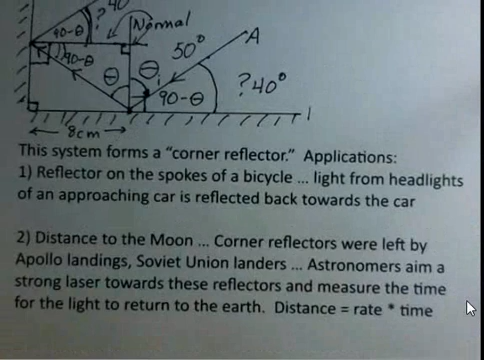 40
?
Normal
90-θ
50°
A
90-θ
θ
θi
?40°
90-θ
8cm
This system forms a “corner reflector.” Applications:
1) Reflector on the spokes of a bicycle ... light from headlights
of an approaching car is reflected back towards the car
2) Distance to the Moon ... Corner reflectors were left by
Apollo landings, Soviet Union landers ... Astronomers aim a
strong laser towards these reflectors and measure the time
for the light to return to the earth. Distance = rate * time